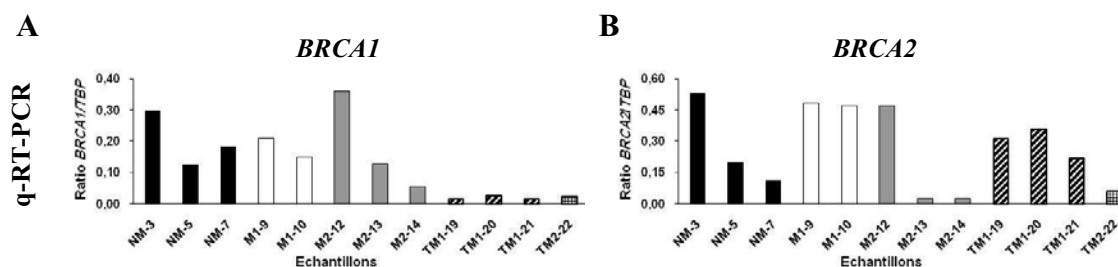 A
BRCA1
q-RT-PCR
Ratio BRCA1/TBP
0,40
0,30
0,20
0,10
0,00
NM-3
NM-5
NM-7
M1-9
M1-10
M2-12
M2-13
M2-14
TM1-19
TM1-20
TM1-21
TM2-22
Echantillons
B
BRCA2
Ratio BRCA2/TBP
0,60
0,45
0,30
0,15
0,00
NM-3
NM-5
NM-7
M1-9
M1-10
M2-12
M2-13
M2-14
TM1-19
TM1-20
TM1-21
TM2-22
Echantillons